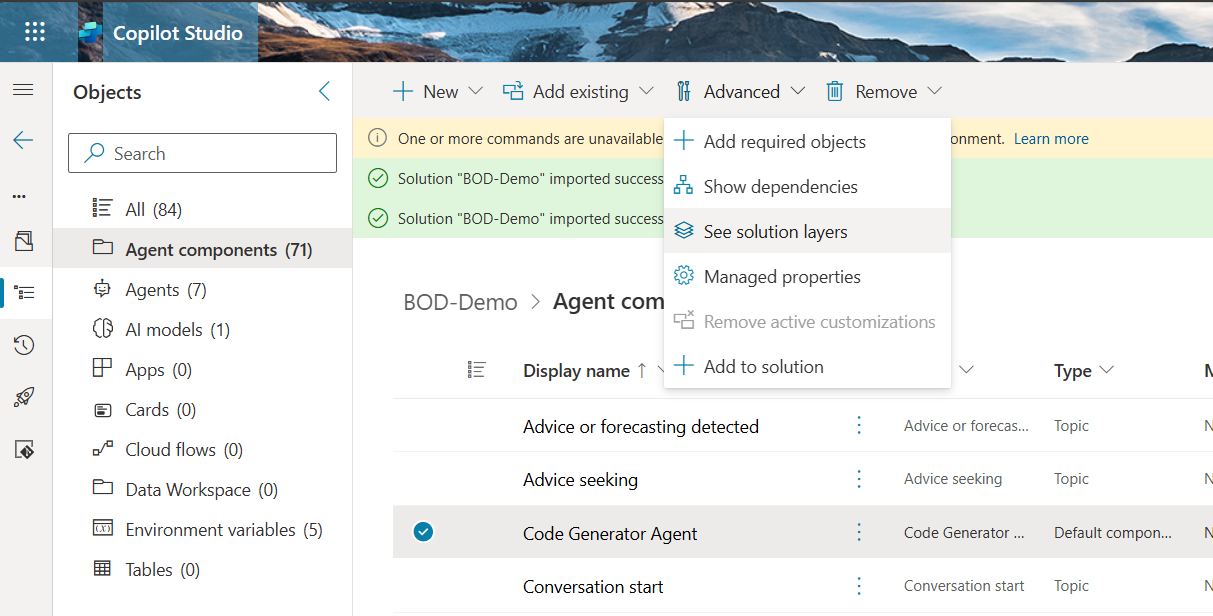 Copilot Studio
Objects
Search
All (84)
Agent components (71)
Agents (7)
AI models (1)
Apps (0)
Cards (0)
Cloud flows (0)
Data Workspace (0)
Environment variables (5)
Tables (0)
New
Add existing
Advanced
Remove
One or more commands are unavailable
onment. Learn more
Solution "BOD-Demo" imported success
Solution "BOD-Demo" imported success
Add required objects
Show dependencies
See solution layers
Managed properties
Remove active customizations
Add to solution
BOD-Demo > Agent com
Display name ↑ Type
Advice or forecasting detected Advice or forecas... Topic
Advice seeking Advice seeking Topic
Code Generator Agent Code Generator ... Default compon...
Conversation start Conversation start Topic